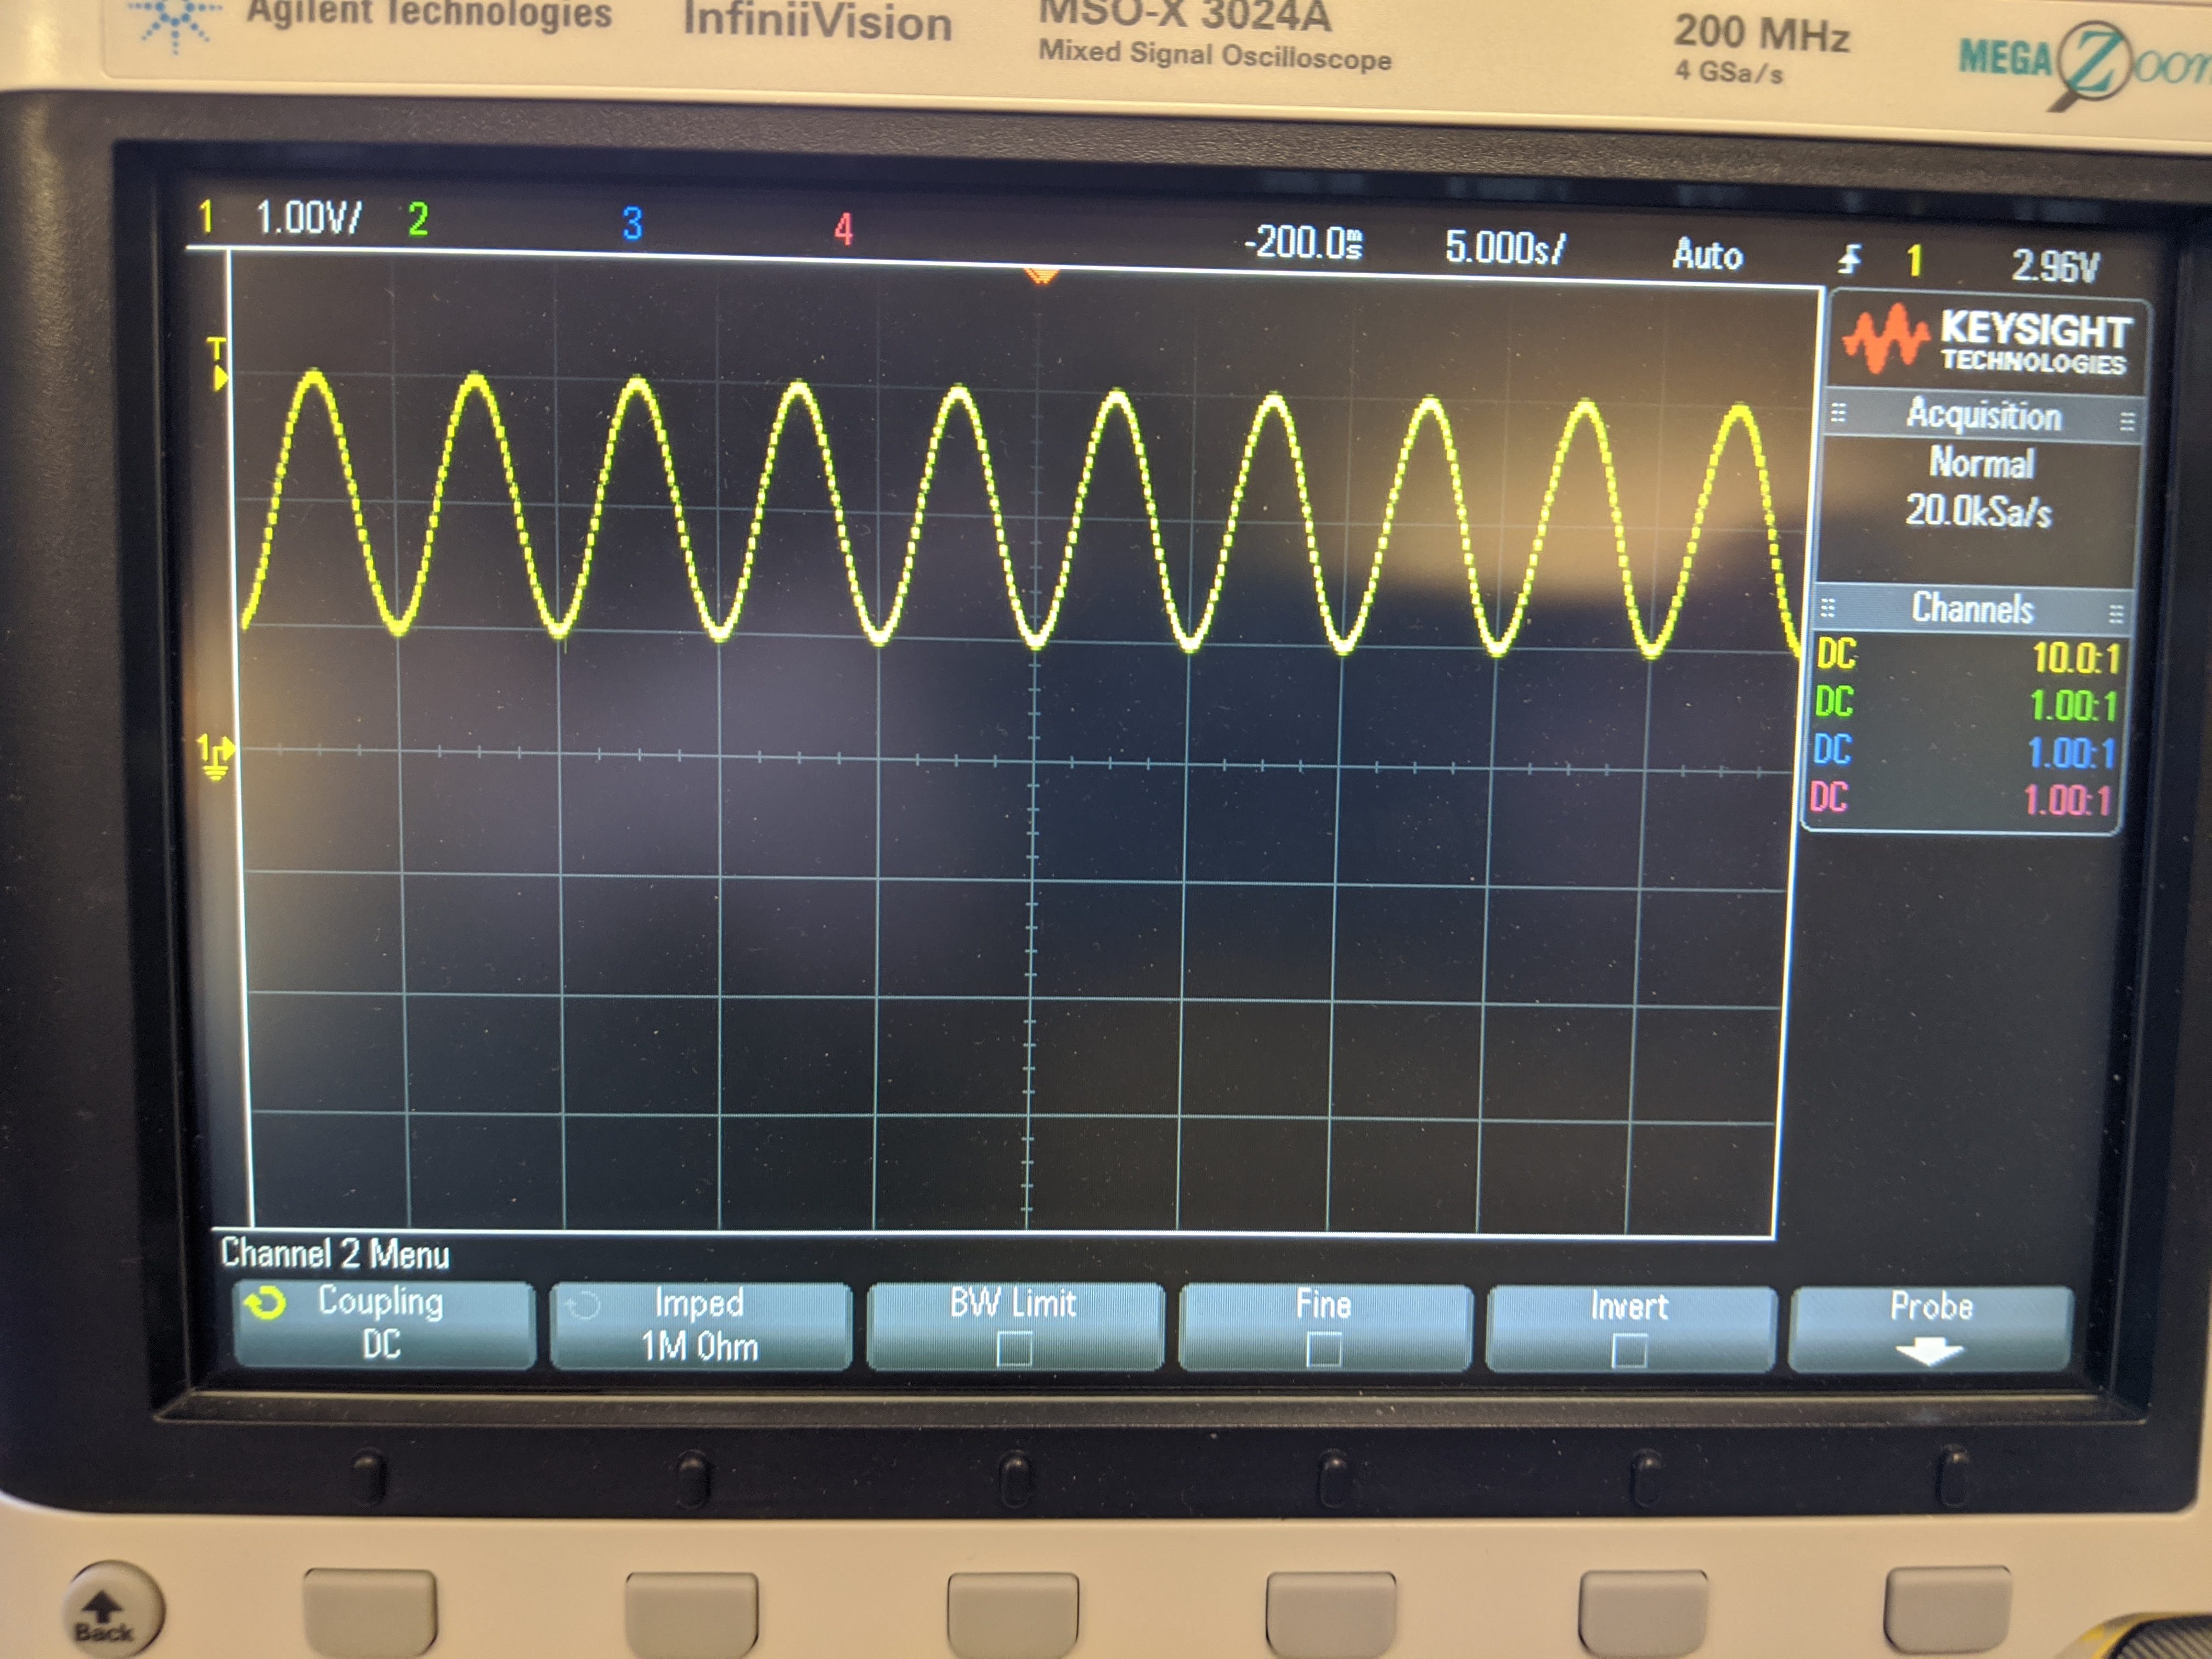 Agilent Technologies InfiniiVision MSO-X 3024A 200 MHz MEGA Zoom
Mixed Signal Oscilloscope 4 GSa/s
1 1.00V/ 2 3 4 -200.0ms 5.000s/ Auto 1 2.96V
T
KEYSIGHT
TECHNOLOGIES
Acquisition
Normal
20.0kSa/s
Channels
DC 10.0:1
DC 1.00:1
DC 1.00:1
DC 1.00:1
1
Channel 2 Menu
Coupling Imped BW Limit Fine Invert Probe
DC 1M Ohm
Back